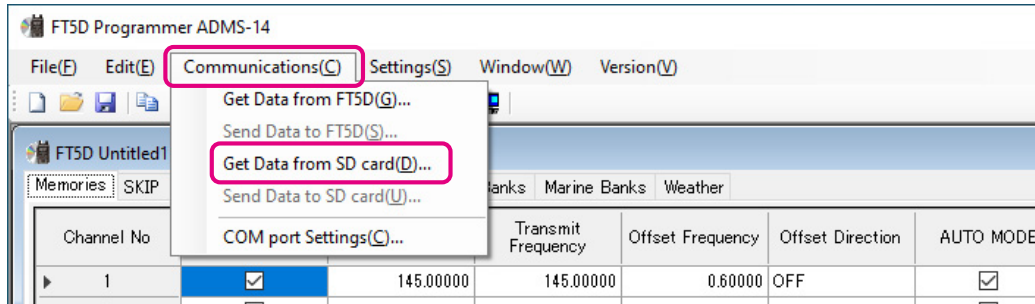 FT5D Programmer ADMS-14
File(F) Edit(E) Communications(C) Settings(S) Window(W) Version(V)
Get Data from FT5D(G)...
Send Data to FT5D(S)...
FT5D Untitled1
Get Data from SD card(D)...
Memories SKIP Banks Marine Banks Weather
Send Data to SD card(U)...
COM port Settings(C)...
Channel No Transmit Frequency Offset Frequency Offset Direction AUTO MODE
1 145.00000 145.00000 0.60000 OFF